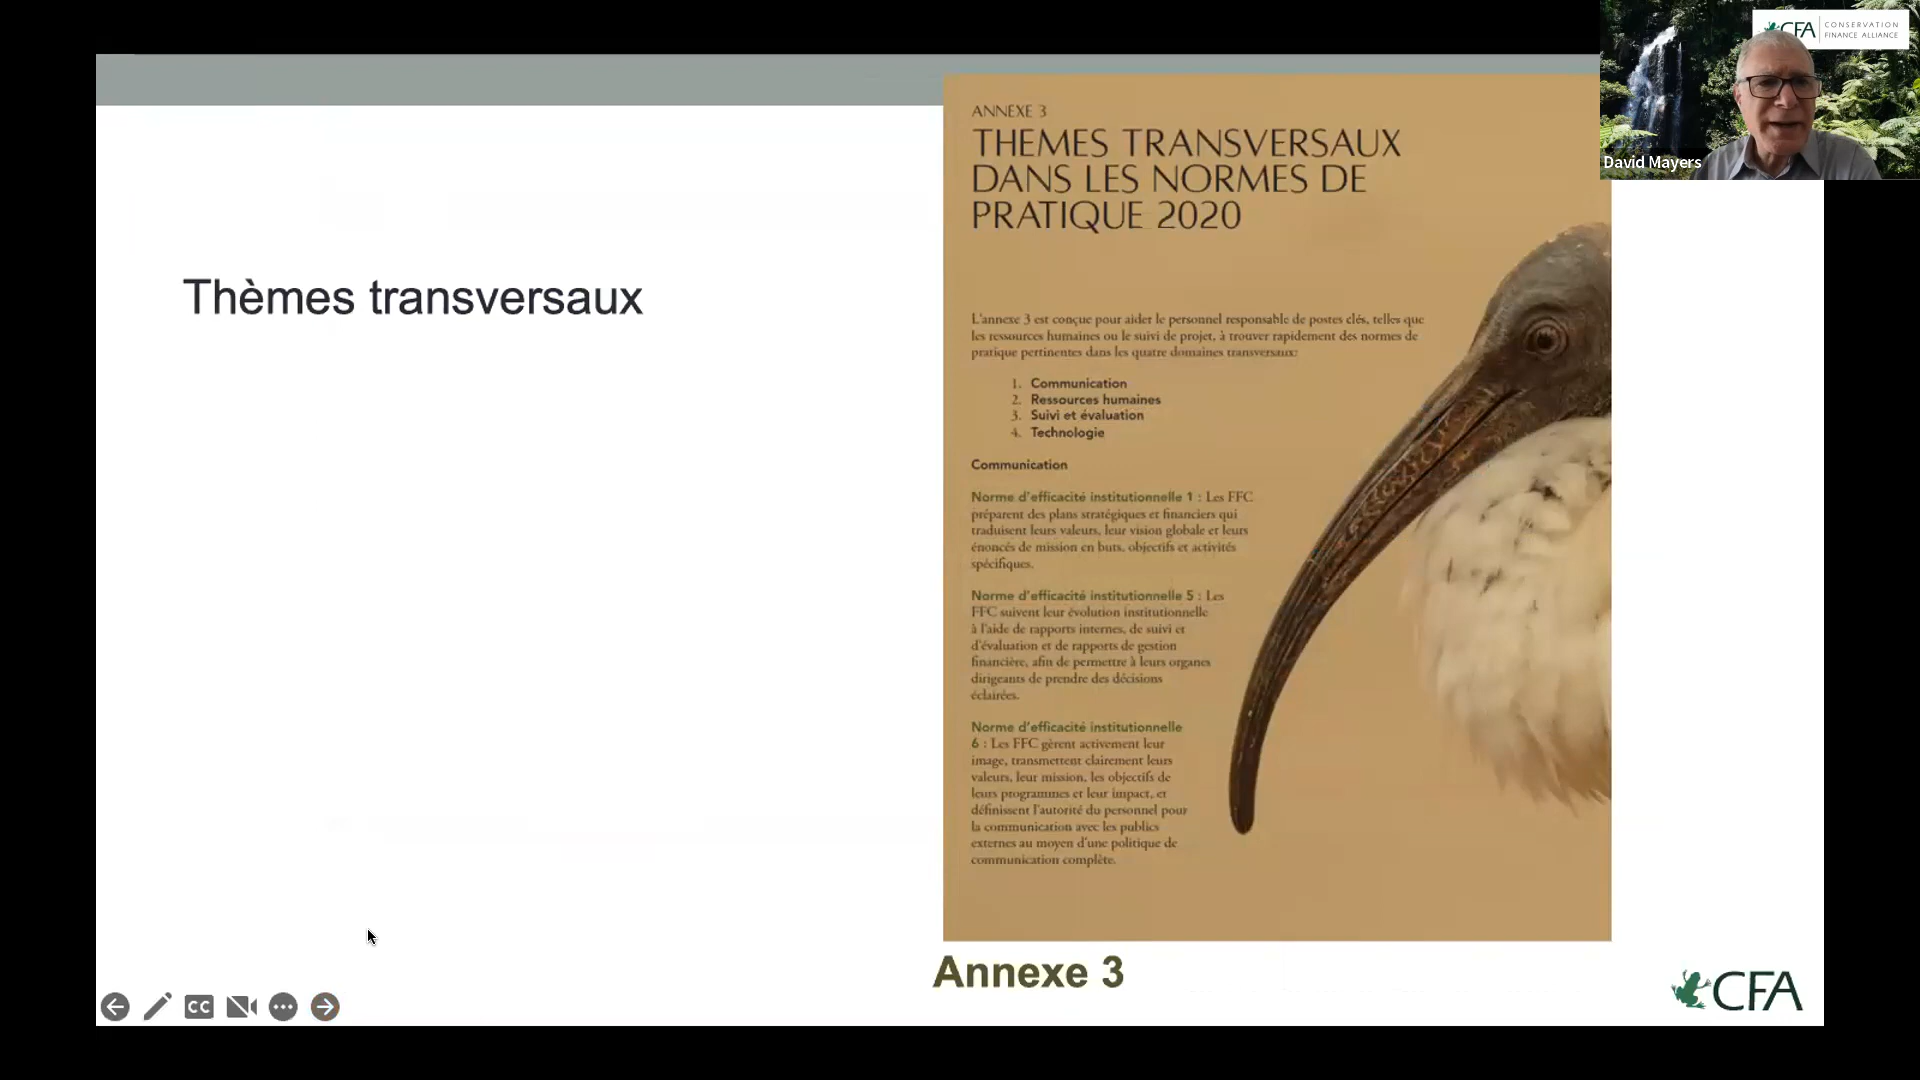 CFA
CONSERVATION
FINANCE ALLIANCE
David Mayers
Thèmes transversaux
ANNEXE 3
THEMES TRANSVERSAUX
DANS LES NORMES DE
PRATIQUE 2020
L'annexe 3 est conçue pour aider le personnel responsable de postes clés, telles que
les ressources humaines ou le suivi de projet, à trouver rapidement des normes de
pratique pertinentes dans les quatre domaines transversaux:
1. Communication
2. Ressources humaines
3. Suivi et évaluation
4. Technologie
Communication
Norme d'efficacité institutionnelle 1 : Les FFC
préparent des plans stratégiques et financiers qui
traduisent leurs valeurs, leur vision globale et leurs
énoncés de mission en buts, objectifs et activités
spécifiques.
Norme d'efficacité institutionnelle 5 : Les
FFC suivent leur évolution institutionnelle
à l'aide de rapports internes, de suivi et
d'évaluation et de rapports de gestion
financière, afin de permettre à leurs organes
dirigeants de prendre des décisions
éclairées.
Norme d'efficacité institutionnelle
6 : Les FFC gèrent activement leur
image, transmettent clairement leurs
valeurs, leur mission, les objectifs de
leurs programmes et leur impact, et
définissent l'autorité du personnel pour
la communication avec les publics
externes au moyen d'une politique de
communication complète.
Annexe 3
CC
CFA